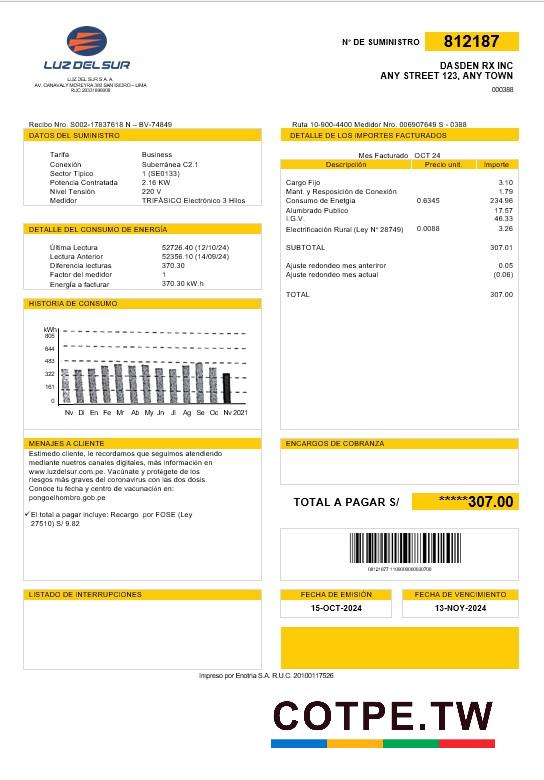 LUZ DEL SUR
LUZ DEL SUR S.A.A.
AV. CANAVALY MOREYRA 380 SAN ISIDRO – LIMA
Nº DE SUMINISTRO 812187
DASDEN RX INC
ANY STREET 123, ANY TOWN
000388
Recibo Nro. S002-17837618 N – BV-74849
DATOS DEL SUMINISTRO
Tarifa Business
Conexión Suberránea C2.1
Sector Típico 1 (SE0133)
Potencia Contratada 2.16 KW
Nivel Tensión 220 V
Medidor TRIFÁSICO Electrónico 3 Hilos
DETALLE DEL CONSUMO DE ENERGÍA
Última Lectura 52726.40 (12/10/24)
Lectura Anterior 52356.10 (14/09/24)
Diferencia lecturas 370.30
Factor del medidor 1
Energía a facturar 370.30 kW.h
HISTORIA DE CONSUMO
kWh
805
644
483
322
161
0
Nv Di En Fe Mr Ab My Jn Jl Ag Se Oc Nv 2021
MENAJES A CLIENTE
Estimedo cliente, le recordamos que seguimos atendiendo
mediante nuetros canales digitales, más información en
www.luzdelsur.com.pe. Vacúnate y protégete de los
riesgos más graves del coronavirus con las dos dosis.
Conoce tu fecha y centro de vacunación en:
pongoelhombro.gob.pe
✓El total a pagar incluye: Recargo por FOSE (Ley
27510) S/ 9.82
LISTADO DE INTERRUPCIONES
Ruta 10-900-4400 Medidor Nro. 006907649 S - 0388
DETALLE DE LOS IMPORTES FACTURADOS
Mes Facturado OCT 24
Descripción Precio unit. Importe
Cargo Fijo 3.10
Mant. y Resposición de Conexión 1.79
Consumo de Enetgia 0.6345 234.96
Alumbrado Publico 17.57
I.G.V. 46.33
Electrificación Rural (Ley N° 28749) 0.0088 3.26
SUBTOTAL 307.01
Ajuste redondeo mes anteriror 0.05
Ajuste redondeo mes actual (0.06)
TOTAL 307.00
ENCARGOS DE COBRANZA
TOTAL A PAGAR S/ *****307.00
FECHA DE EMISIÓN
15-OCT-2024
FECHA DE VENCIMIENTO
13-NOY-2024
Impreso por Enotria S.A. R.U.C. 20100117526
COTPE.TW